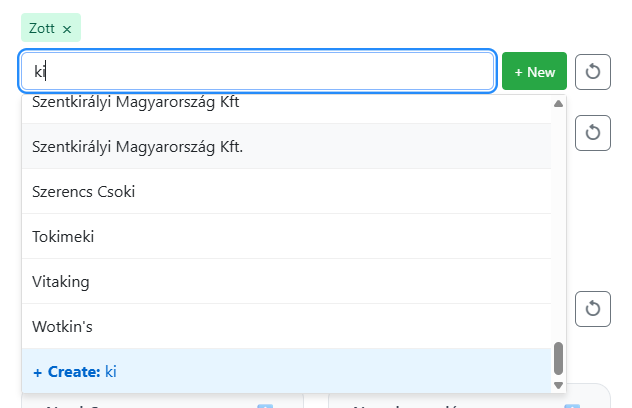 Zott ×
ki
+ New
Szentkirályi Magyarország Kft
Szentkirályi Magyarország Kft.
Szerencs Csoki
Tokimeki
Vitaking
Wotkin's
+ Create: ki